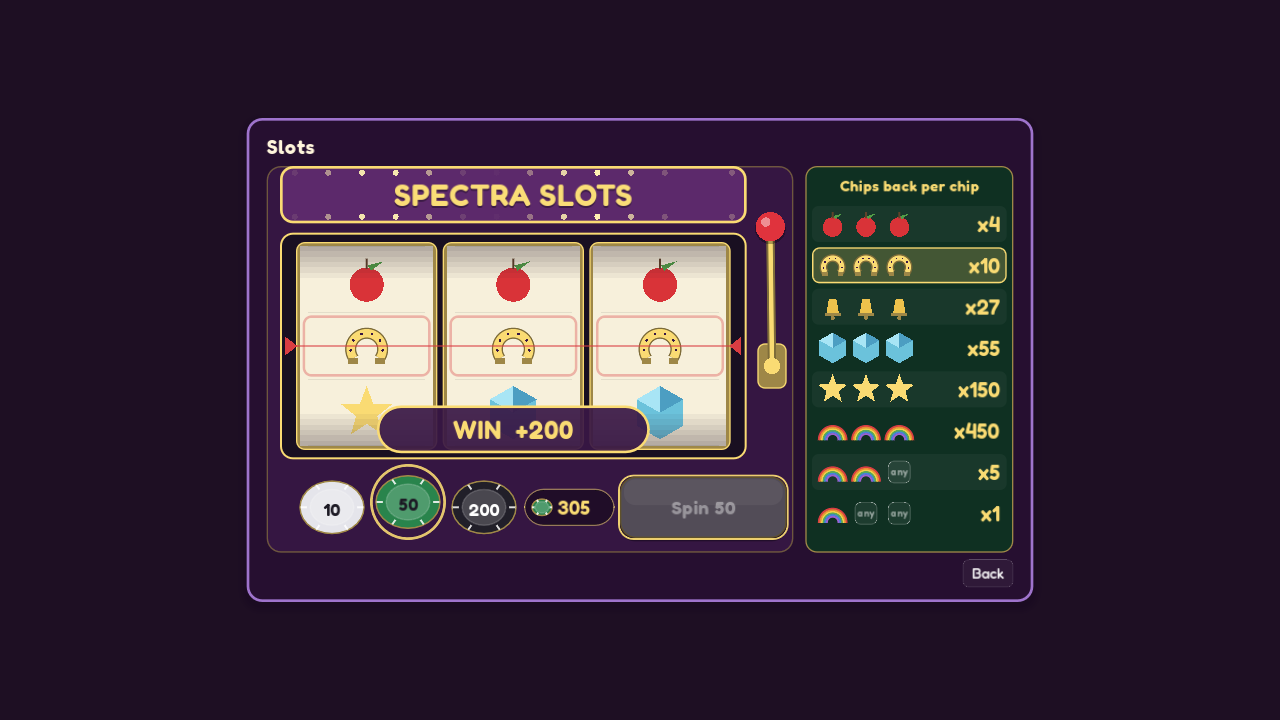 Slots
SPECTRA SLOTS
WIN +200
10
50
200
305
Spin 50
Chips back per chip
x4
x10
x27
x55
x150
x450
any x5
any any x1
Back